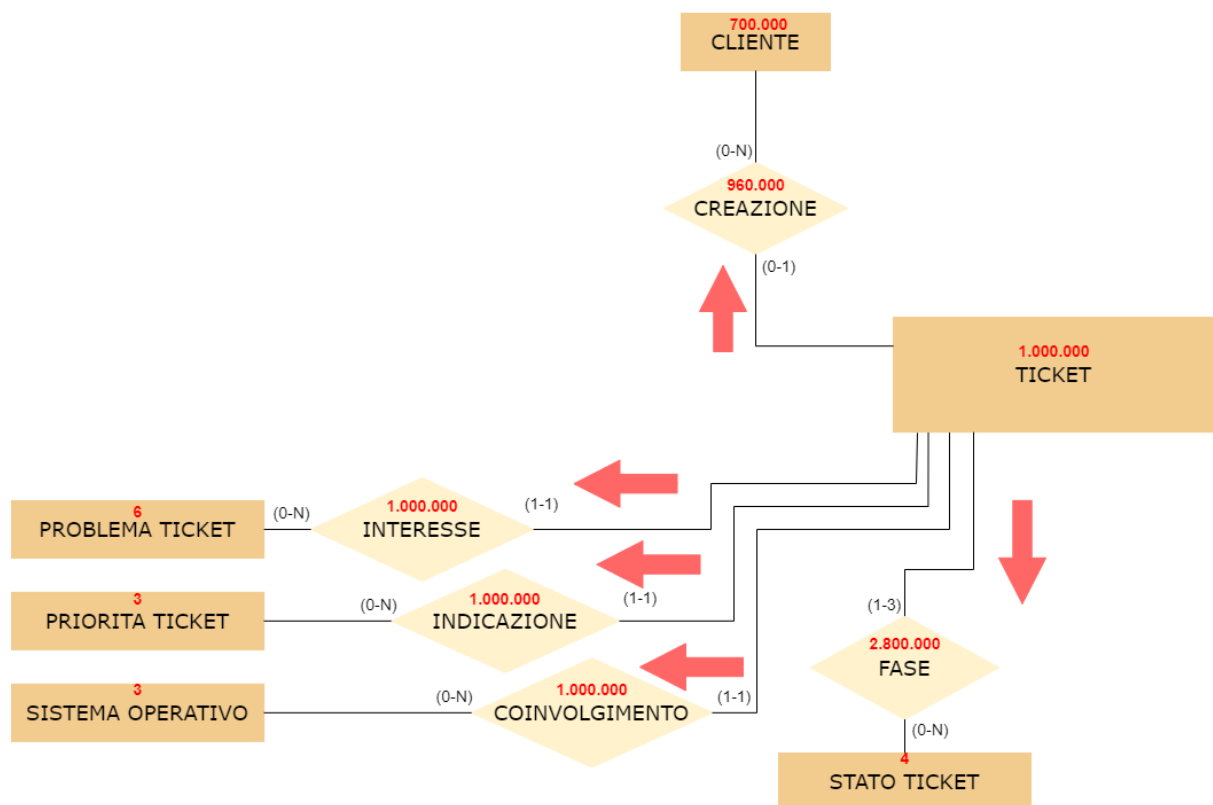 700.000
CLIENTE
(0-N)
960.000
CREAZIONE
(0-1)
1.000.000
TICKET
6
PROBLEMA TICKET
(0-N)
1.000.000
INTERESSE
(1-1)
3
PRIORITA TICKET
(0-N)
1.000.000
INDICAZIONE
(1-1)
(1-3)
2.800.000
FASE
3
SISTEMA OPERATIVO
(0-N)
1.000.000
COINVOLGIMENTO
(1-1)
(0-N)
4
STATO TICKET